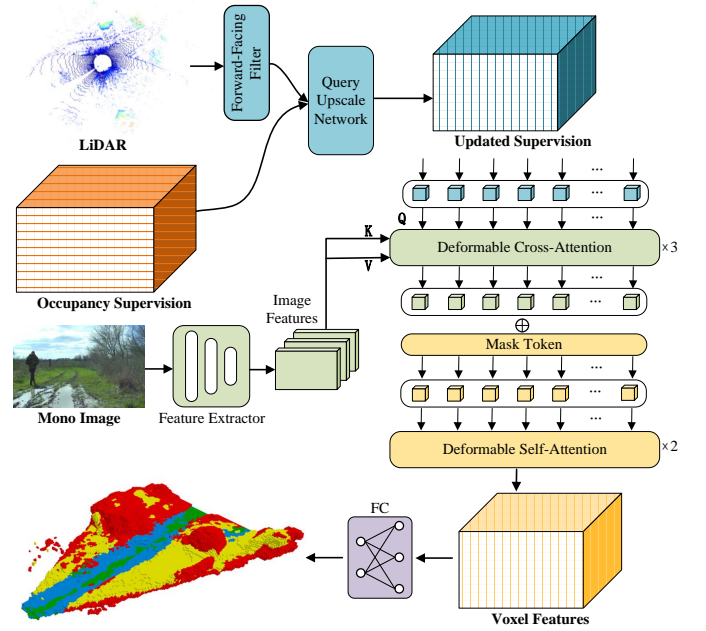 LiDAR
Forward-Facing
Filter
Query
Upscale
Network
Updated Supervision
Occupancy Supervision
...
...
Q
K
V
Deformable Cross-Attention
×3
Image
Features
...
...
Mask Token
...
...
...
Mono Image
Feature Extractor
Deformable Self-Attention
×2
FC
Voxel Features